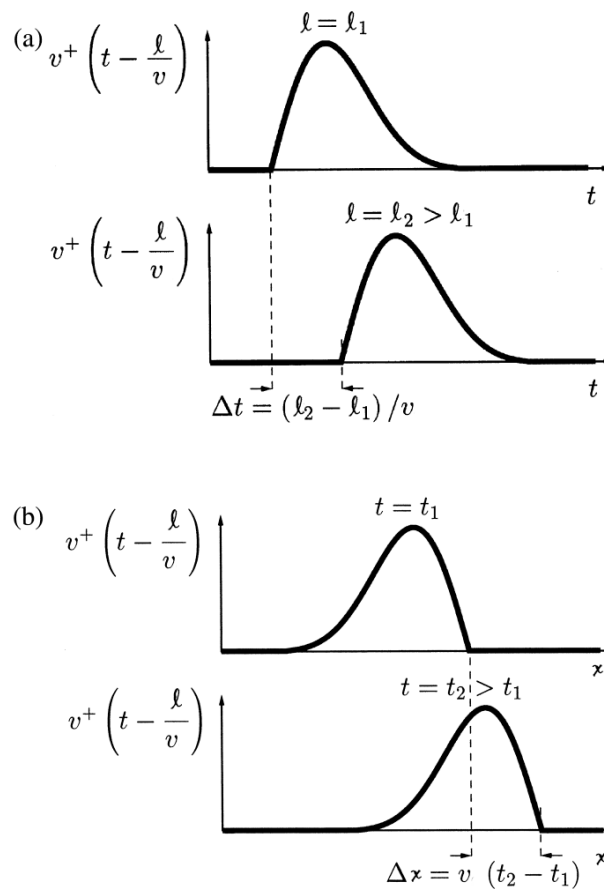 (a)
v⁺(t − ℓ/v)
ℓ = ℓ₁
t
v⁺(t − ℓ/v)
ℓ = ℓ₂ > ℓ₁
t
Δt = (ℓ₂ − ℓ₁)/v
(b)
v⁺(t − ℓ/v)
t = t₁
x
v⁺(t − ℓ/v)
t = t₂ > t₁
x
Δx = v (t₂ − t₁)